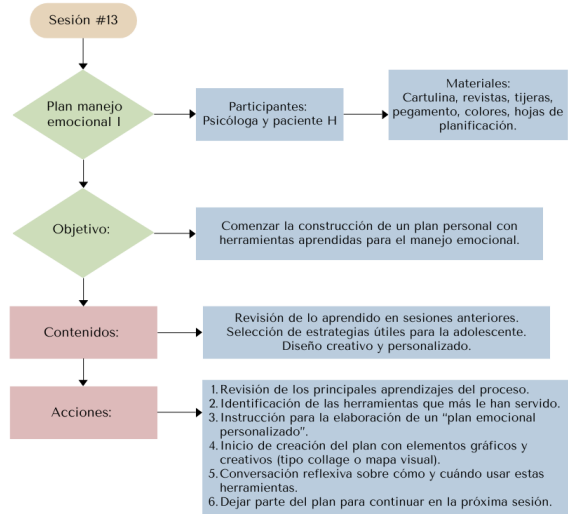 Sesión #13
Plan manejo
emocional I
Participantes:
Psicóloga y paciente H
Materiales:
Cartulina, revistas, tijeras,
pegamento, colores, hojas de
planificación.
Objetivo:
Comenzar la construcción de un plan personal con
herramientas aprendidas para el manejo emocional.
Contenidos:
Revisión de lo aprendido en sesiones anteriores.
Selección de estrategias útiles para la adolescente.
Diseño creativo y personalizado.
Acciones:
1. Revisión de los principales aprendizajes del proceso.
2. Identificación de las herramientas que más le han servido.
3. Instrucción para la elaboración de un “plan emocional
personalizado”.
4. Inicio de creación del plan con elementos gráficos y
creativos (tipo collage o mapa visual).
5. Conversación reflexiva sobre cómo y cuándo usar estas
herramientas.
6. Dejar parte del plan para continuar en la próxima sesión.